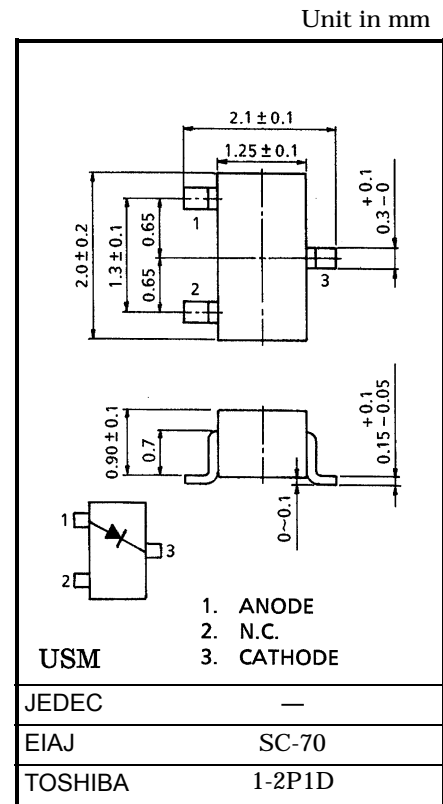 Unit in mm
2.1 ± 0.1
1.25 ± 0.1
+ 0.1
0.3 – 0
2.0 ± 0.2
1.3 ± 0.1
0.65
0.65
1
2
3
0.90 ± 0.1
0.7
+ 0.1
0.15 – 0.05
0~0.1
1
2
3
1. ANODE
2. N.C.
3. CATHODE
USM
JEDEC —
EIAJ SC-70
TOSHIBA 1-2P1D